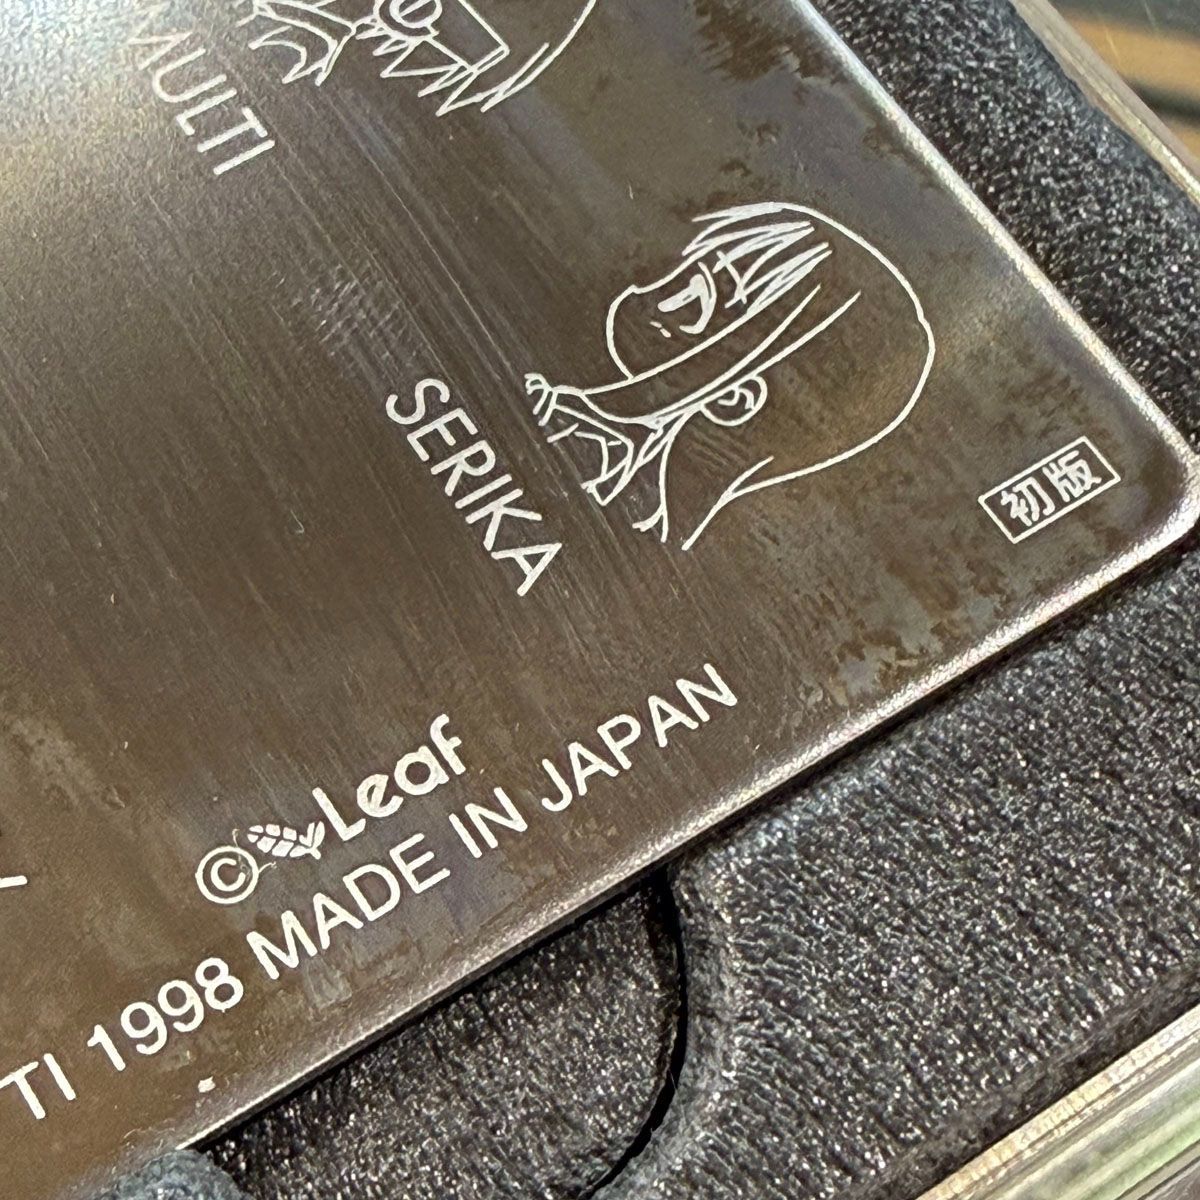 MULTI
SERIKA
初版
© Leaf
TI 1998 MADE IN JAPAN